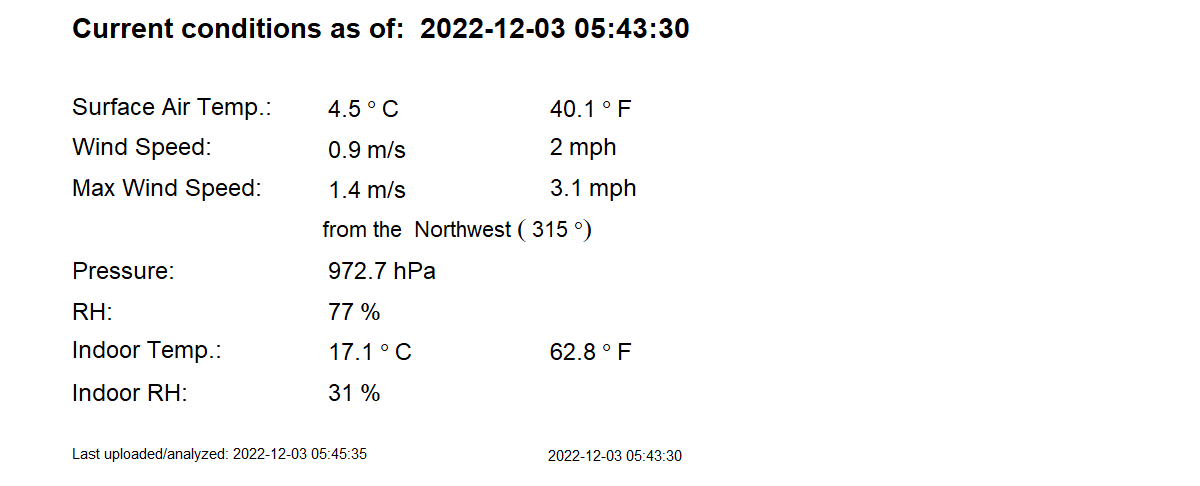 Current conditions as of:  2022-12-03 05:43:30
Surface Air Temp.: 4.5 ° C 40.1 ° F
Wind Speed: 0.9 m/s 2 mph
Max Wind Speed: 1.4 m/s 3.1 mph
from the  Northwest ( 315 °)
Pressure: 972.7 hPa
RH: 77 %
Indoor Temp.: 17.1 ° C 62.8 ° F
Indoor RH: 31 %
Last uploaded/analyzed: 2022-12-03 05:45:35 2022-12-03 05:43:30